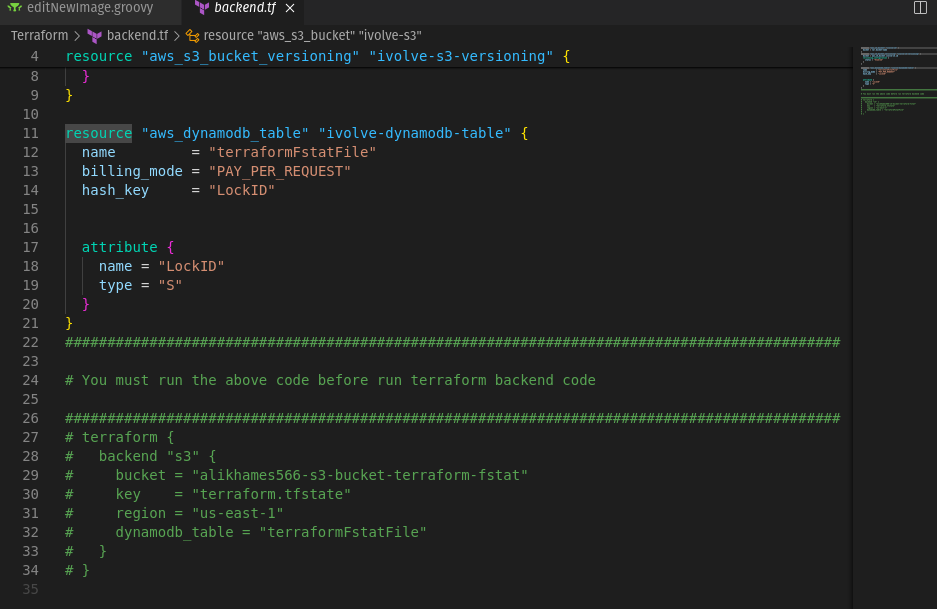 editNewImage.groovy
backend.tf
Terraform > backend.tf > resource "aws_s3_bucket" "ivolve-s3"
4 resource "aws_s3_bucket_versioning" "ivolve-s3-versioning" {
8   }
9 }
10
11 resource "aws_dynamodb_table" "ivolve-dynamodb-table" {
12   name         = "terraformFstatFile"
13   billing_mode = "PAY_PER_REQUEST"
14   hash_key     = "LockID"
15
16
17   attribute {
18     name = "LockID"
19     type = "S"
20   }
21 }
22 ############################################################################################
23
24 # You must run the above code before run terraform backend code
25
26 ############################################################################################
27 # terraform {
28 #   backend "s3" {
29 #     bucket = "alikhames566-s3-bucket-terraform-fstat"
30 #     key    = "terraform.tfstate"
31 #     region = "us-east-1"
32 #     dynamodb_table = "terraformFstatFile"
33 #   }
34 # }
35